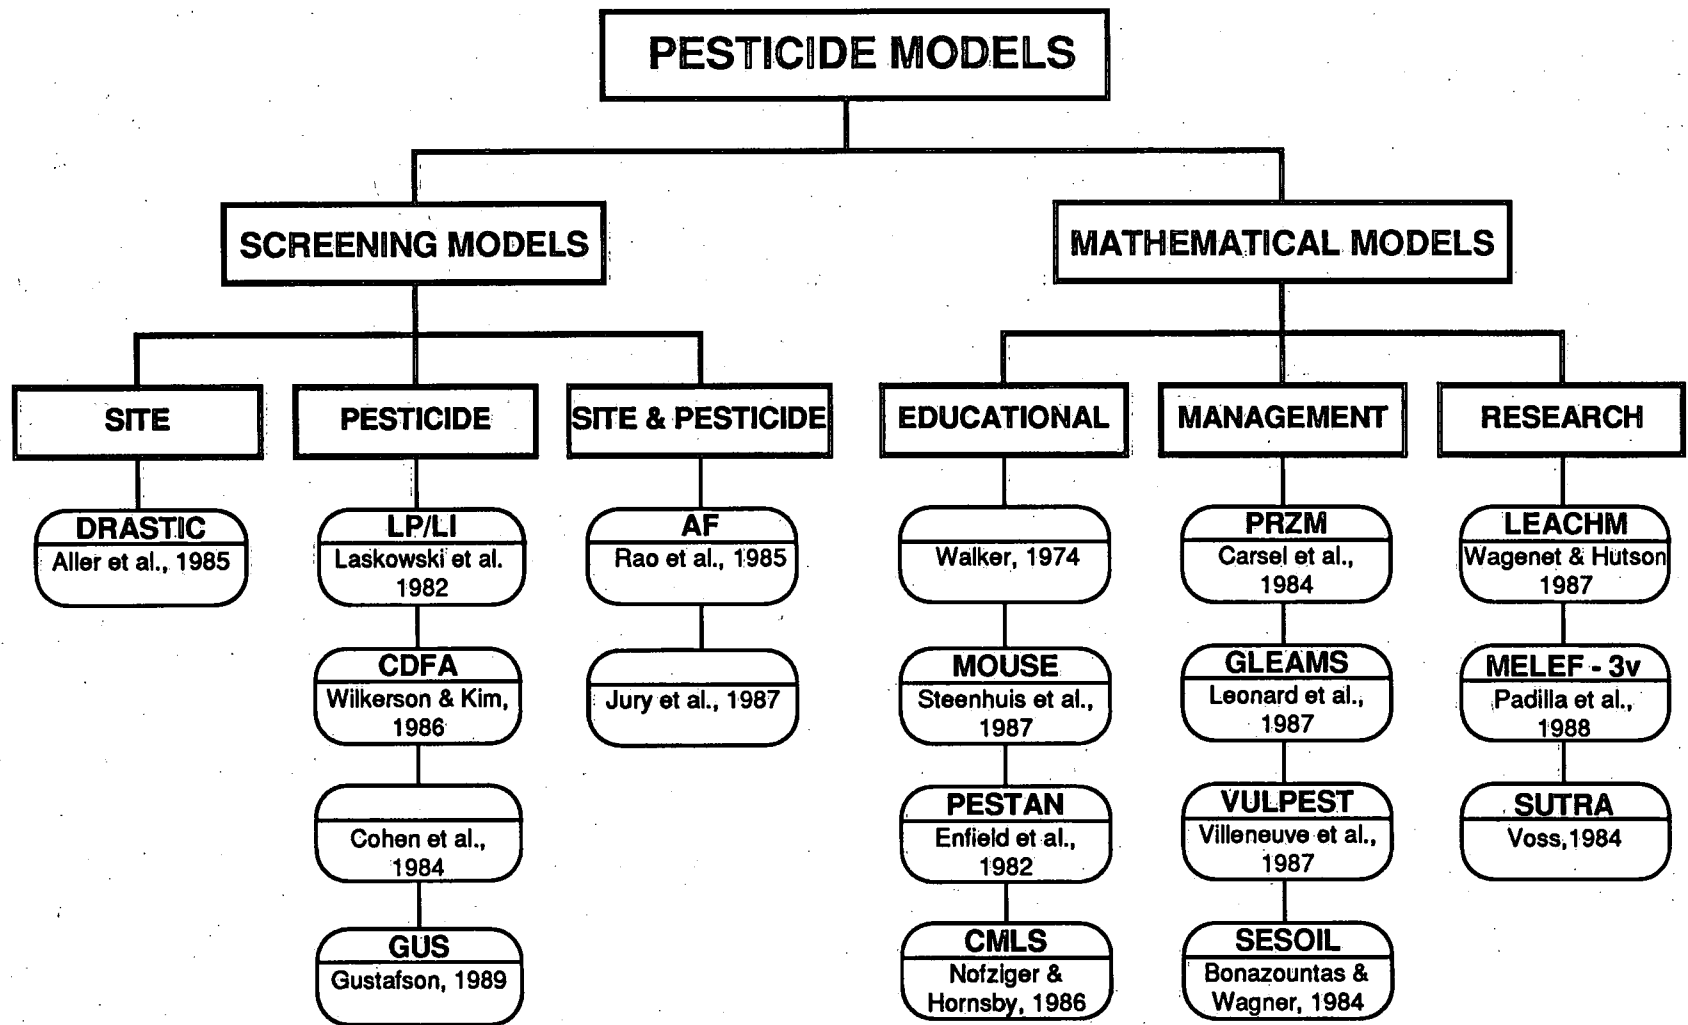 PESTICIDE MODELS
SCREENING MODELS
MATHEMATICAL MODELS
SITE
PESTICIDE
SITE & PESTICIDE
EDUCATIONAL
MANAGEMENT
RESEARCH
DRASTIC
Aller et al., 1985
LP/LI
Laskowski et al.
1982
CDFA
Wilkerson & Kim,
1986
Cohen et al.,
1984
GUS
Gustafson, 1989
AF
Rao et al., 1985
Jury et al., 1987
Walker, 1974
MOUSE
Steenhuis et al.,
1987
PESTAN
Enfield et al.,
1982
CMLS
Nofziger &
Hornsby, 1986
PRZM
Carsel et al.,
1984
GLEAMS
Leonard et al.,
1987
VULPEST
Villeneuve et al.,
1987
SESOIL
Bonazountas &
Wagner, 1984
LEACHM
Wagenet & Hutson
1987
MELEF - 3v
Padilla et al.,
1988
SUTRA
Voss,1984